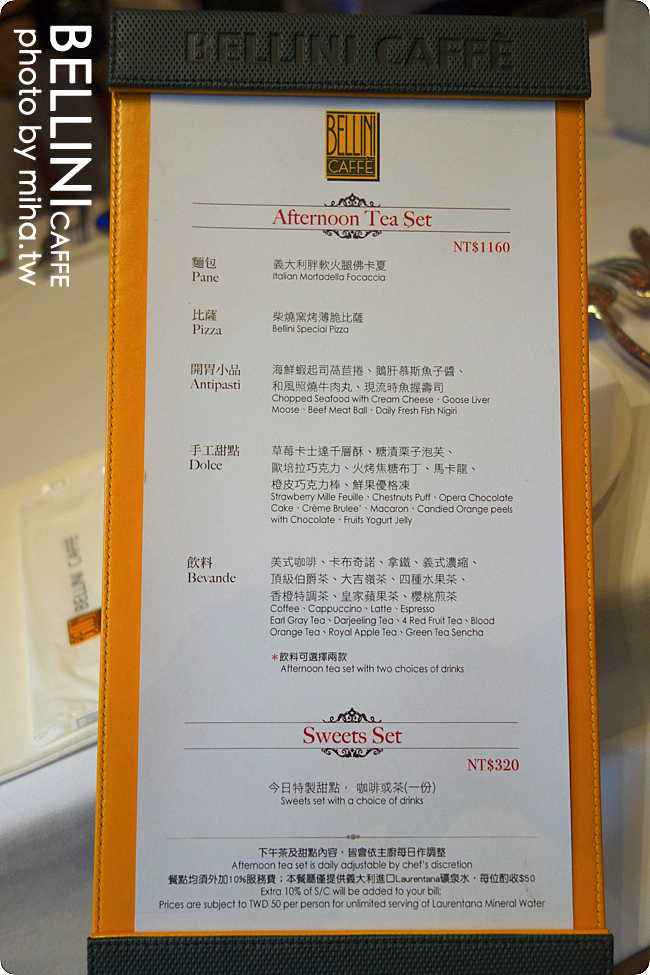 BELLINI CAFFE
photo by miha.tw
BELLINI CAFFÈ
BELLINI
CAFFÈ
Afternoon Tea Set
NT$1160
麵包
Pane
義大利胖軟火腿佛卡夏
Italian Mortadella Focaccia
比薩
Pizza
柴燒窯烤薄脆比薩
Bellini Special Pizza
開胃小品
Antipasti
海鮮蝦起司萵苣捲、鵝肝慕斯魚子醬、
和風照燒牛肉丸、現流時魚握壽司
Chopped Seafood with Cream Cheese、Goose Liver
Moose、Beef Meat Ball、Daily Fresh Fish Nigiri
手工甜點
Dolce
草莓卡士達千層酥、糖漬栗子泡芙、
歐培拉巧克力、火烤焦糖布丁、馬卡龍、
橙皮巧克力棒、鮮果優格凍
Strawberry Mille Feuille、Chestnuts Puff、Opera Chocolate
Cake、Crème Brulee'、Macaron、Candied Orange peels
with Chocolate、Fruits Yogurt Jelly
飲料
Bevande
美式咖啡、卡布奇諾、拿鐵、義式濃縮、
頂級伯爵茶、大吉嶺茶、四種水果茶、
香橙特調茶、皇家蘋果茶、櫻桃煎茶
Coffee、Cappuccino、Latte、Espresso
Earl Gray Tea、Darjeeling Tea、4 Red Fruit Tea、Blood
Orange Tea、Royal Apple Tea、Green Tea Sencha
*飲料可選擇兩款
Afternoon tea set with two choices of drinks
Sweets Set
NT$320
今日特製甜點， 咖啡或茶(一份)
Sweets set with a choice of drinks
下午茶及甜點內容，皆會依主廚每日作調整
Afternoon tea set is daily adjustable by chef's discretion
餐點均須外加10%服務費；本餐廳僅提供義大利進口Laurentana礦泉水，每位酌收$50
Extra 10% of S/C will be added to your bill;
Prices are subject to TWD 50 per person for unlimited serving of Laurentana Mineral Water
BELLINI CAFFÈ